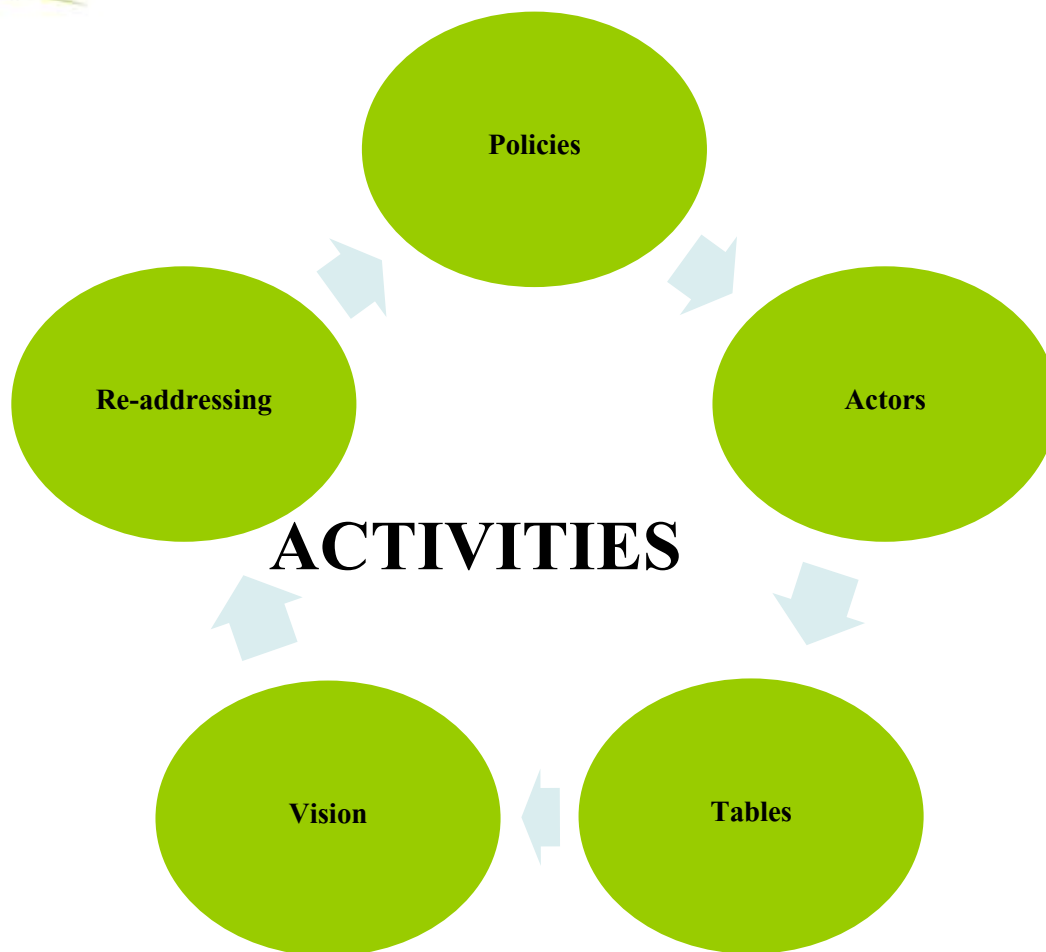 Policies
Actors
Tables
Vision
Re-addressing
ACTIVITIES